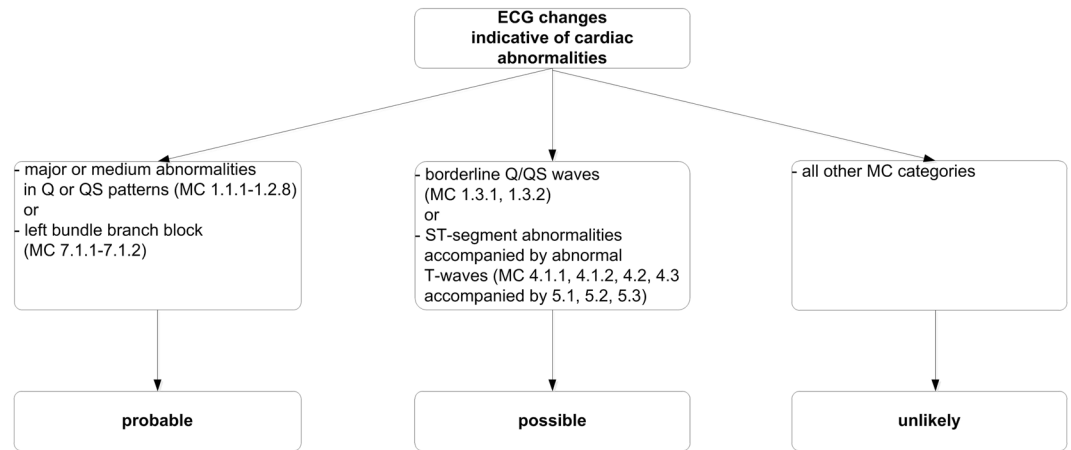 ECG changes
indicative of cardiac
abnormalities
- major or medium abnormalities
in Q or QS patterns (MC 1.1.1-1.2.8)
or
- left bundle branch block
(MC 7.1.1-7.1.2)
- borderline Q/QS waves
(MC 1.3.1, 1.3.2)
or
- ST-segment abnormalities
accompanied by abnormal
T-waves (MC 4.1.1, 4.1.2, 4.2, 4.3
accompanied by 5.1, 5.2, 5.3)
- all other MC categories
probable
possible
unlikely